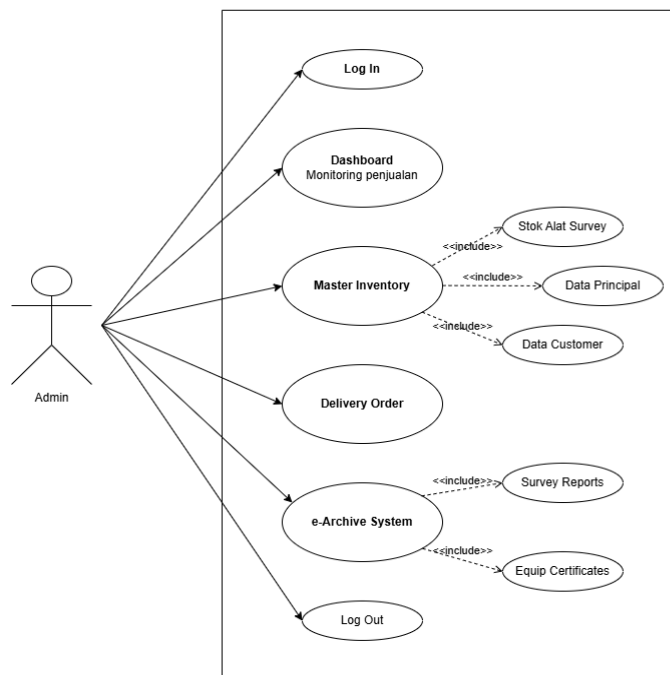 Log In
Dashboard
Monitoring penjualan
Stok Alat Survey
<<include>>
Master Inventory
<<include>>
Data Principal
<<include>>
Data Customer
Admin
Delivery Order
e-Archive System
<<include>>
Survey Reports
<<include>>
Equip Certificates
Log Out